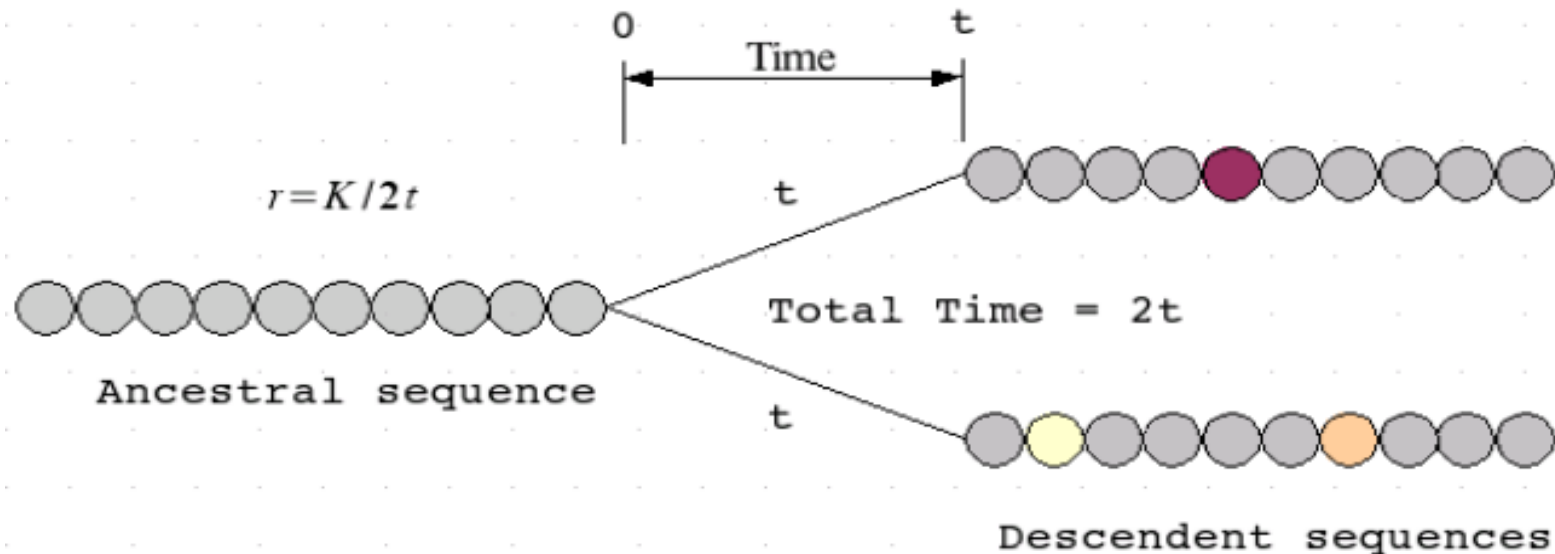 0 t
Time
r=K/2t
t
Total Time = 2t
Ancestral sequence
t
Descendent sequences